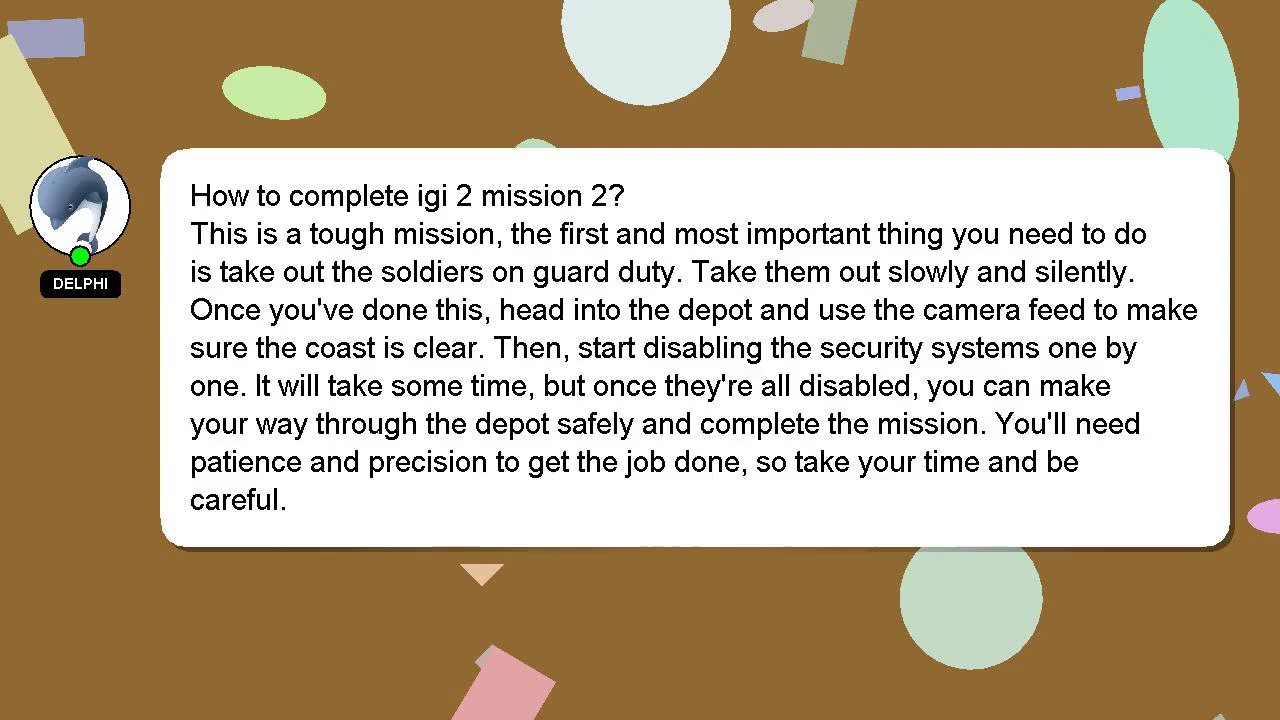 How to complete igi 2 mission 2?
This is a tough mission, the first and most important thing you need to do
is take out the soldiers on guard duty. Take them out slowly and silently.
Once you've done this, head into the depot and use the camera feed to make
sure the coast is clear. Then, start disabling the security systems one by
one. It will take some time, but once they're all disabled, you can make
your way through the depot safely and complete the mission. You'll need
patience and precision to get the job done, so take your time and be
careful.
DELPHI